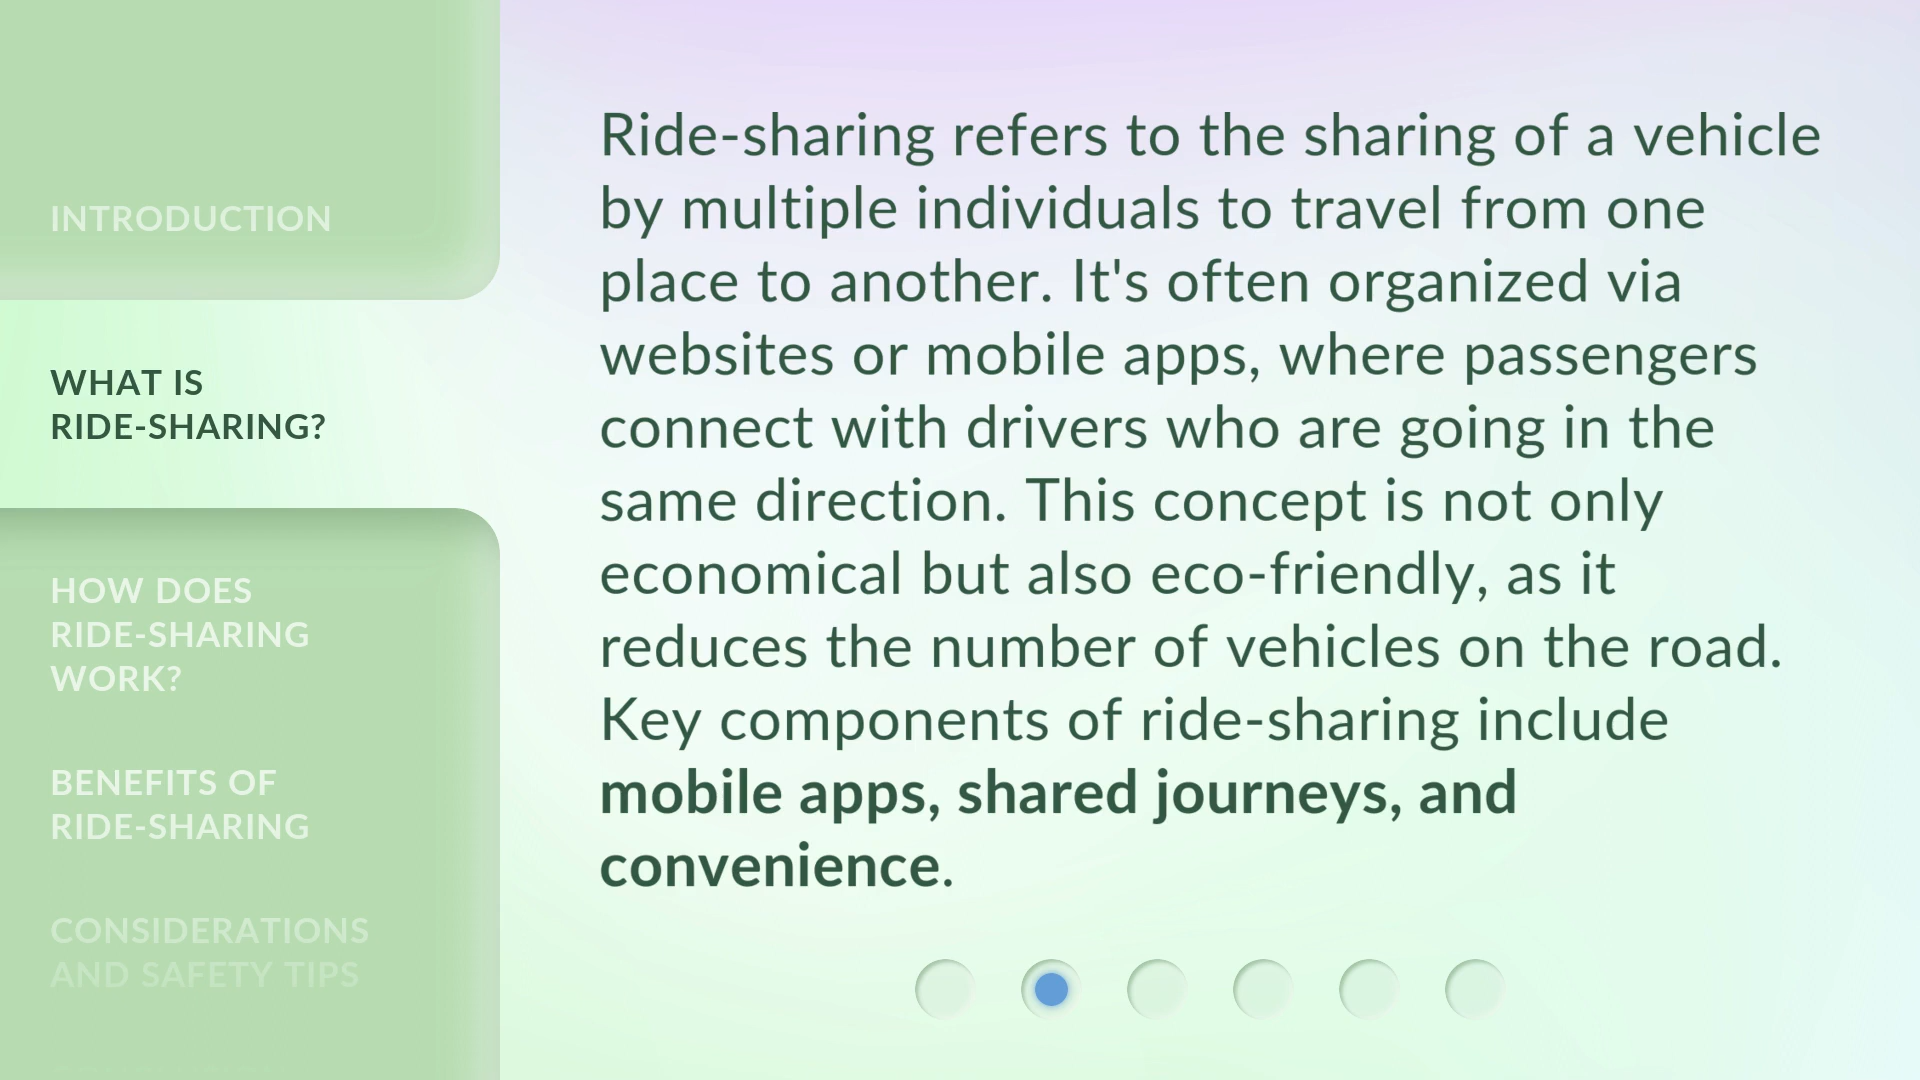 INTRODUCTION
WHAT IS
RIDE-SHARING?
HOW DOES
RIDE-SHARING
WORK?
BENEFITS OF
RIDE-SHARING
CONSIDERATIONS
AND SAFETY TIPS
Ride-sharing refers to the sharing of a vehicle
by multiple individuals to travel from one
place to another. It's often organized via
websites or mobile apps, where passengers
connect with drivers who are going in the
same direction. This concept is not only
economical but also eco-friendly, as it
reduces the number of vehicles on the road.
Key components of ride-sharing include
mobile apps, shared journeys, and
convenience.